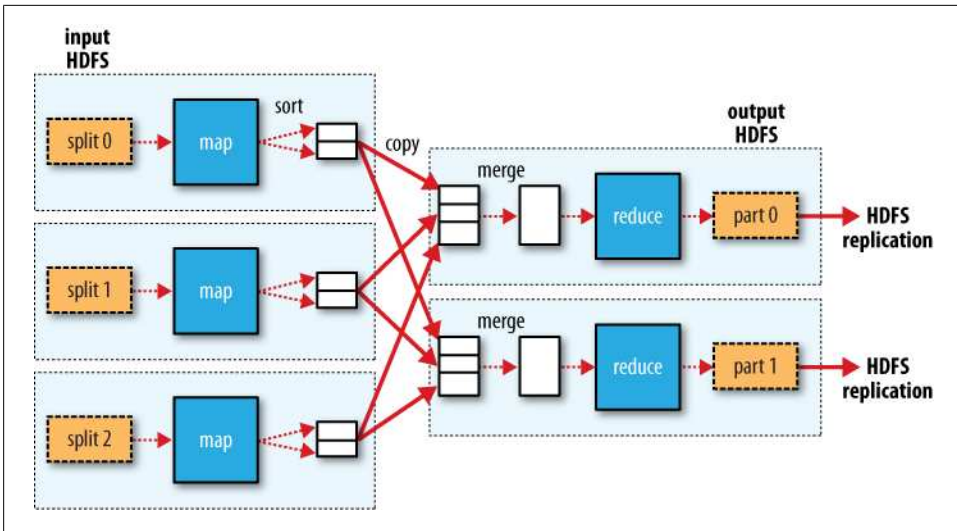 input
HDFS
split 0
map
sort
copy
split 1
map
split 2
map
output
HDFS
merge
reduce
part 0
HDFS
replication
merge
reduce
part 1
HDFS
replication